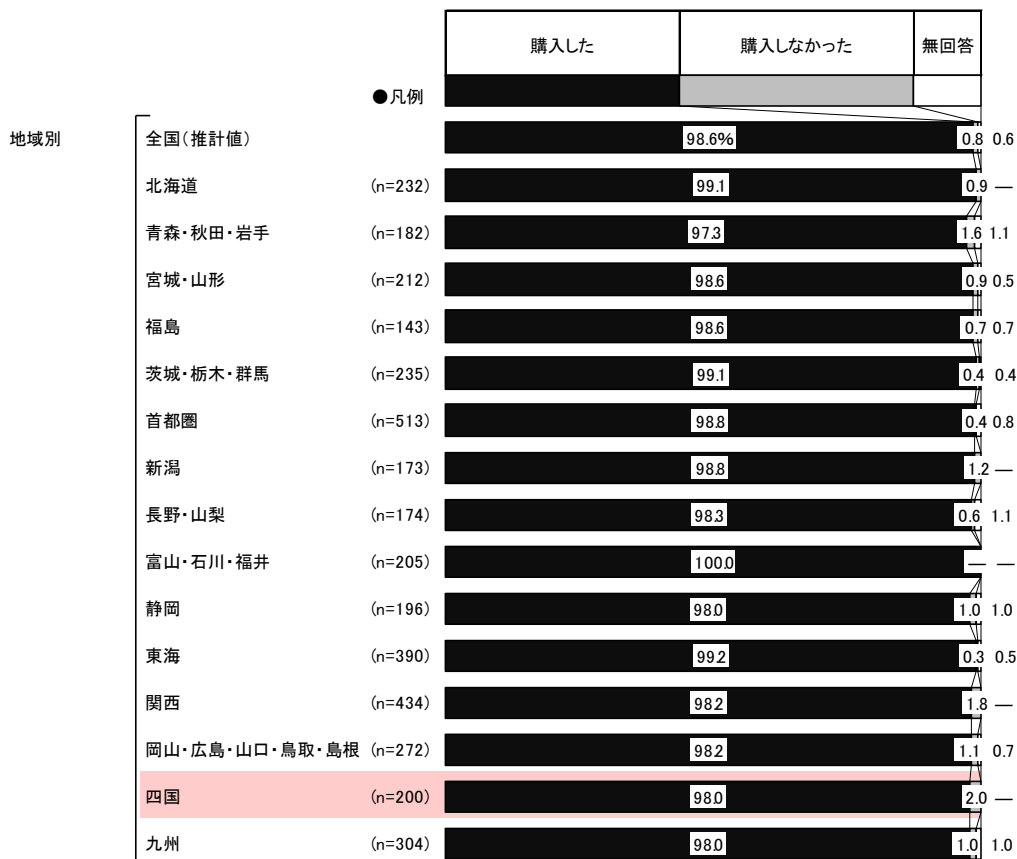 購入した 購入しなかった 無回答
●凡例
地域別 全国(推計値) 98.6% 0.8 0.6
北海道 (n=232) 99.1 0.9 —
青森・秋田・岩手 (n=182) 97.3 1.6 1.1
宮城・山形 (n=212) 98.6 0.9 0.5
福島 (n=143) 98.6 0.7 0.7
茨城・栃木・群馬 (n=235) 99.1 0.4 0.4
首都圏 (n=513) 98.8 0.4 0.8
新潟 (n=173) 98.8 1.2 —
長野・山梨 (n=174) 98.3 0.6 1.1
富山・石川・福井 (n=205) 100.0 — —
静岡 (n=196) 98.0 1.0 1.0
東海 (n=390) 99.2 0.3 0.5
関西 (n=434) 98.2 1.8 —
岡山・広島・山口・鳥取・島根 (n=272) 98.2 1.1 0.7
四国 (n=200) 98.0 2.0 —
九州 (n=304) 98.0 1.0 1.0